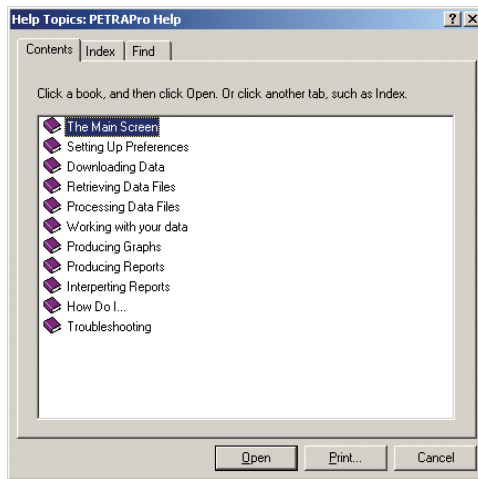 Help Topics: PETRAPro Help
Contents Index Find
Click a book, and then click Open. Or click another tab, such as Index.
The Main Screen
Setting Up Preferences
Downloading Data
Retrieving Data Files
Processing Data Files
Working with your data
Producing Graphs
Producing Reports
Interperting Reports
How Do I...
Troubleshooting
Open Print... Cancel